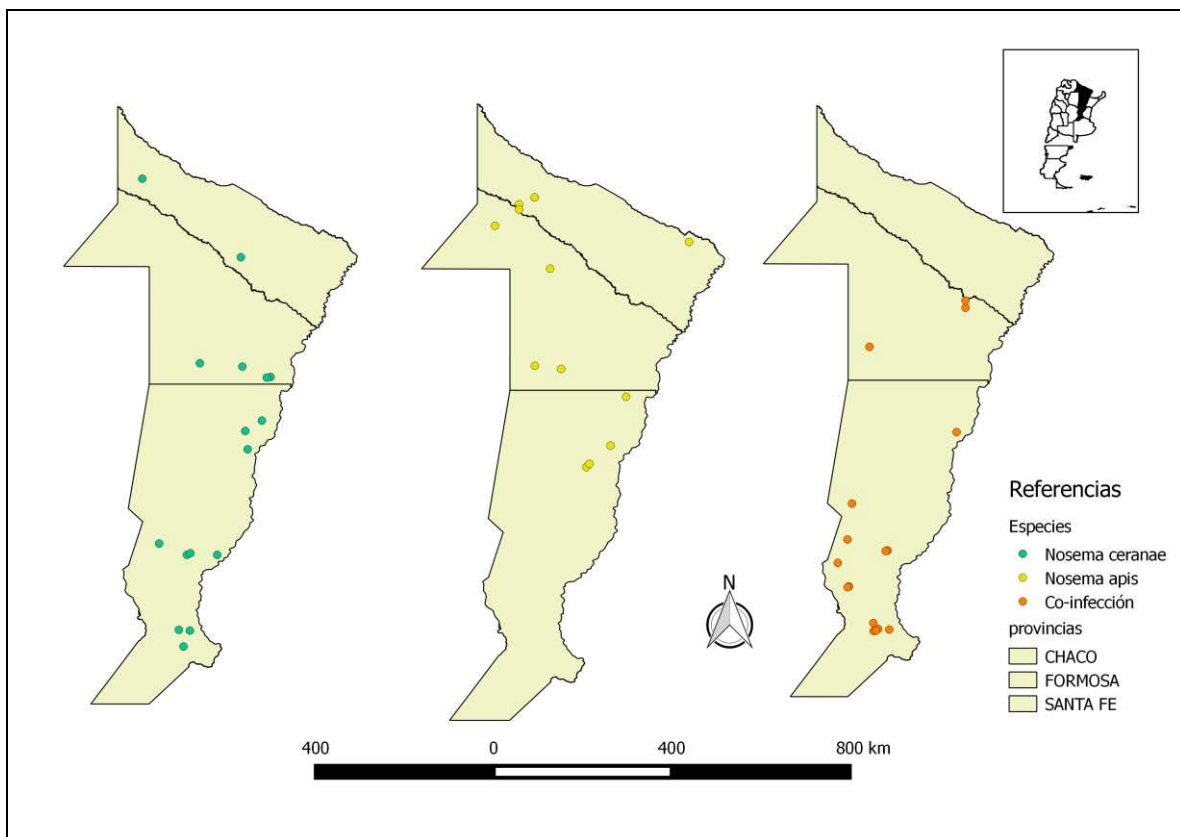 N
Referencias
Especies
Nosema ceranae
Nosema apis
Co-infección
provincias
CHACO
FORMOSA
SANTA FE
400 0 400 800 km